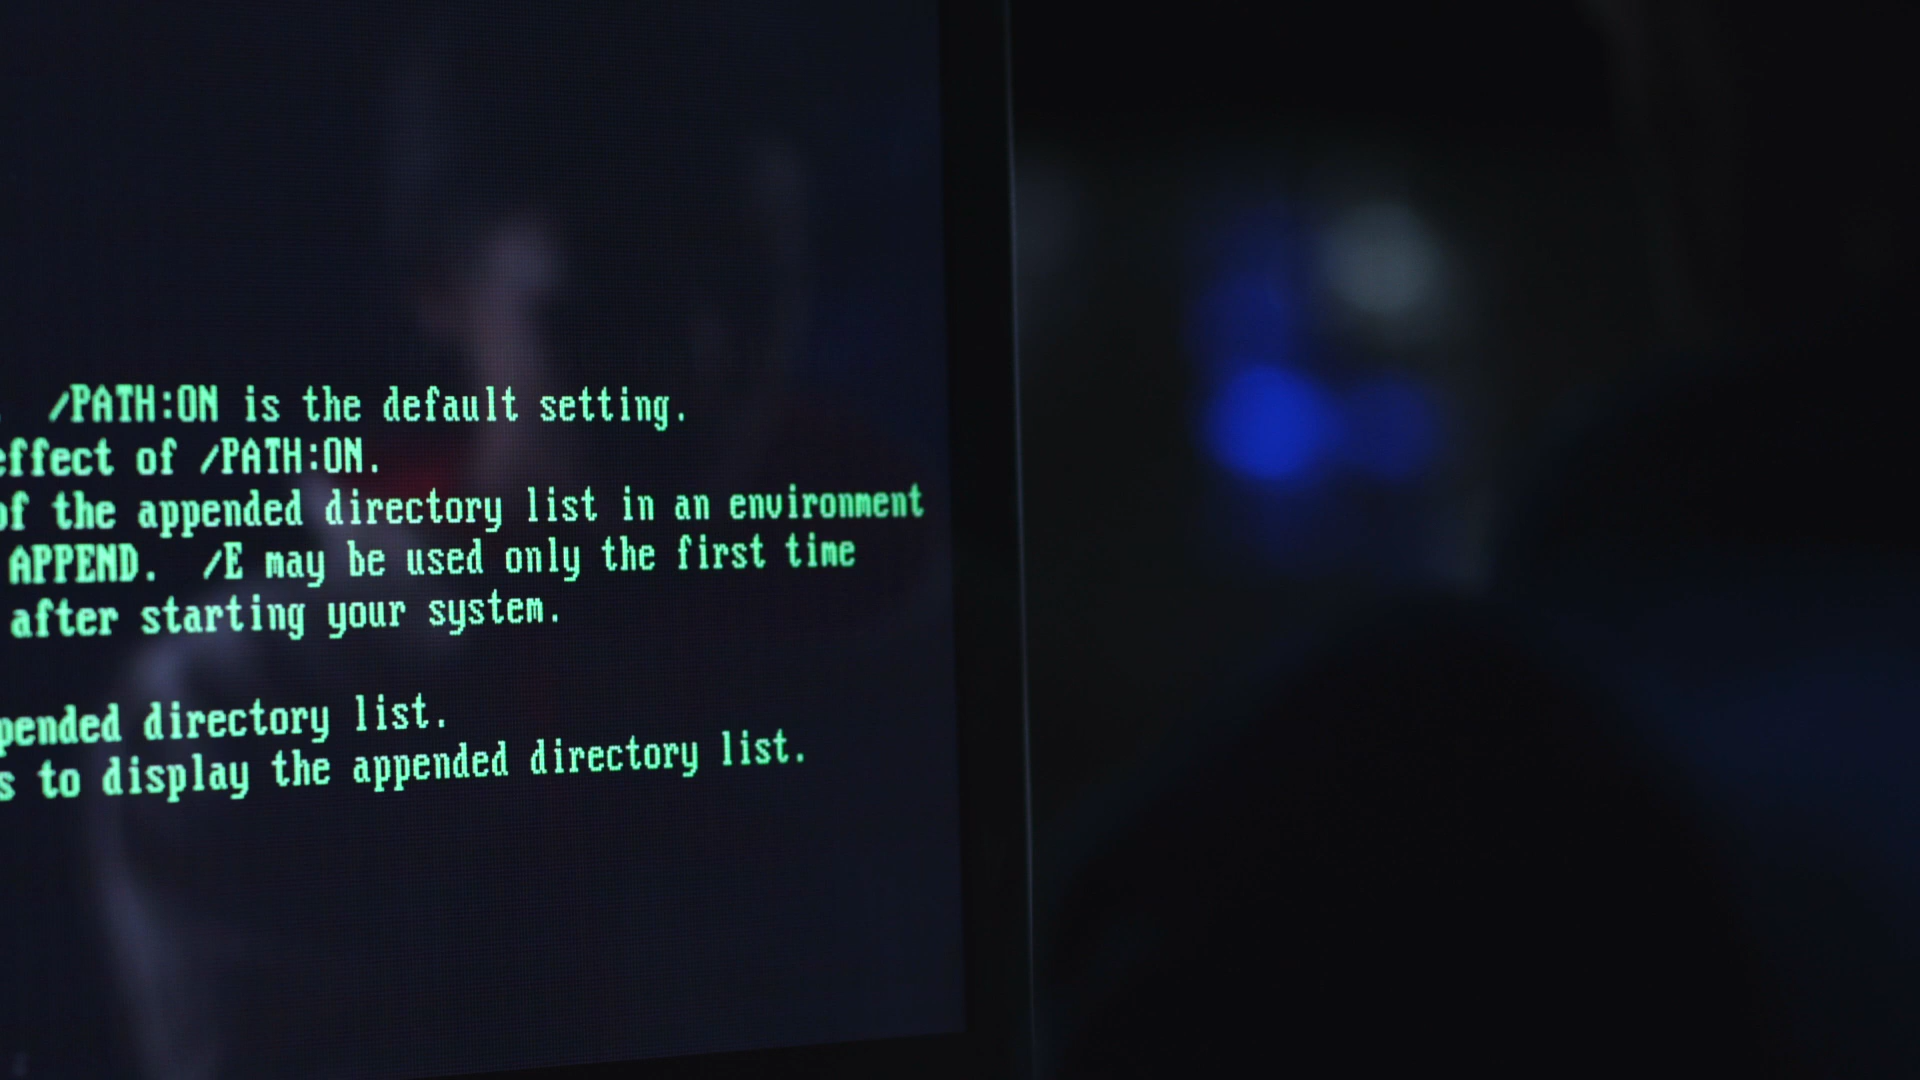 /PATH:ON is the default setting.
effect of /PATH:ON.
of the appended directory list in an environment
APPEND.  /E may be used only the first time
after starting your system.
pended directory list.
s to display the appended directory list.